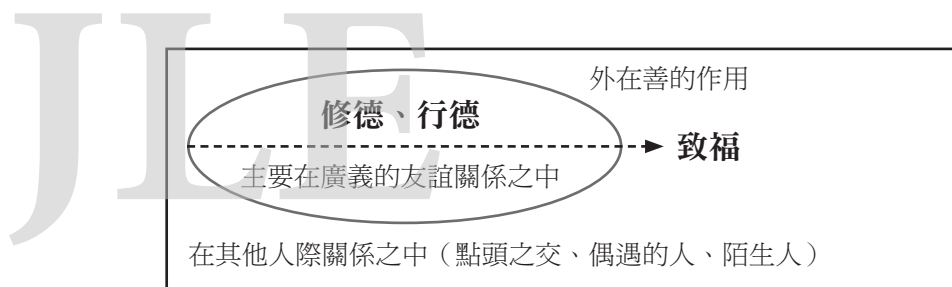 JLE
外在善的作用
修德、行德
致福
主要在廣義的友誼關係之中
在其他人際關係之中（點頭之交、偶遇的人、陌生人）